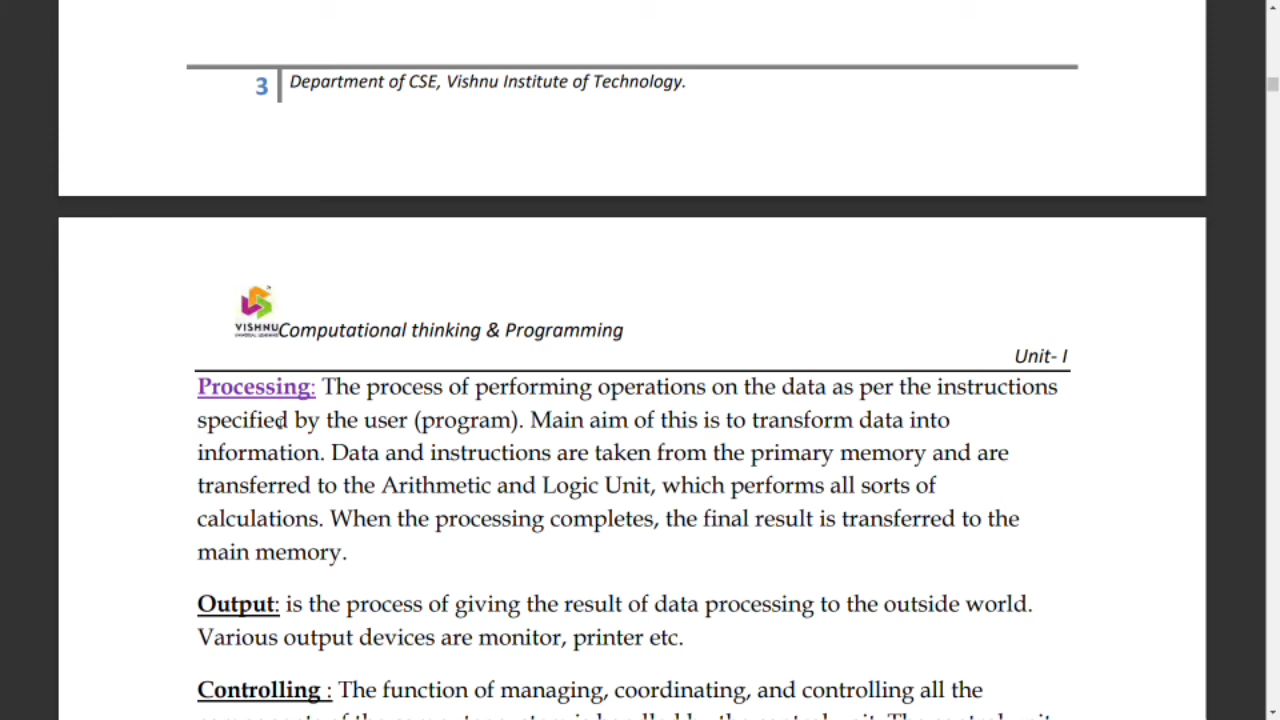 3 Department of CSE, Vishnu Institute of Technology.
VISHNU
Computational thinking & Programming
Unit- I
Processing: The process of performing operations on the data as per the instructions
specified by the user (program). Main aim of this is to transform data into
information. Data and instructions are taken from the primary memory and are
transferred to the Arithmetic and Logic Unit, which performs all sorts of
calculations. When the processing completes, the final result is transferred to the
main memory.
Output: is the process of giving the result of data processing to the outside world.
Various output devices are monitor, printer etc.
Controlling : The function of managing, coordinating, and controlling all the